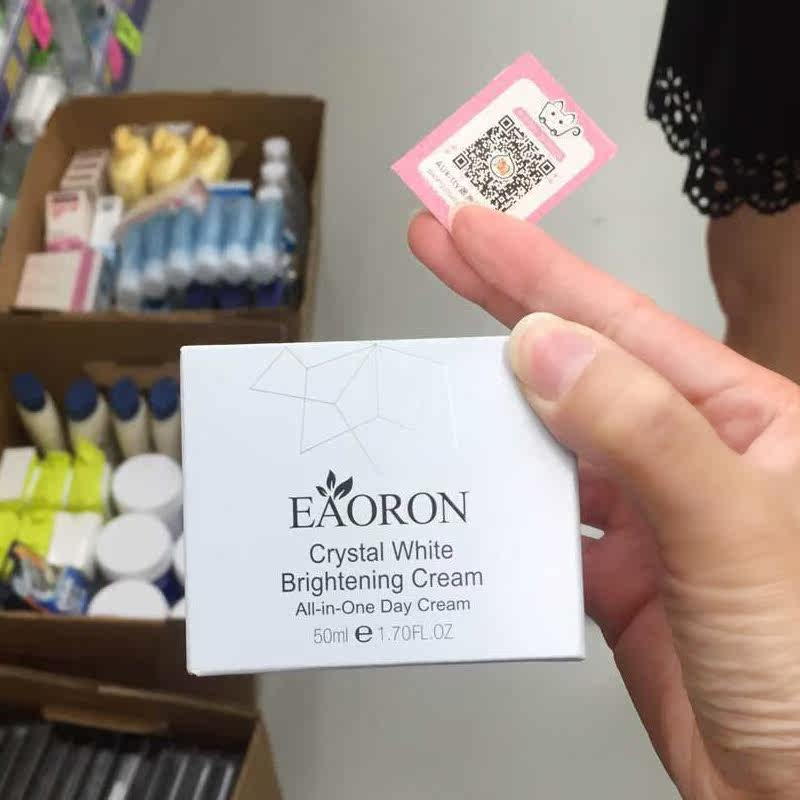 EAORON
Crystal White
Brightening Cream
All-in-One Day Cream
50ml e 1.70FL.OZ